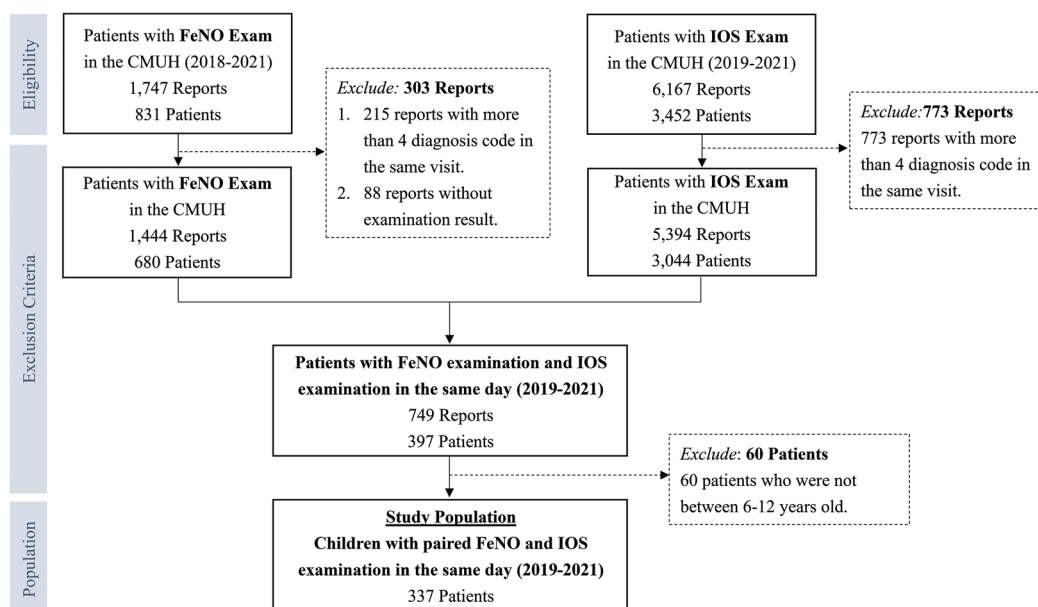 Eligibility
Patients with FeNO Exam
in the CMUH (2018-2021)
1,747 Reports
831 Patients
Patients with IOS Exam
in the CMUH (2019-2021)
6,167 Reports
3,452 Patients
Exclude: 303 Reports
1. 215 reports with more
than 4 diagnosis code in
the same visit.
2. 88 reports without
examination result.
Exclude:773 Reports
773 reports with more
than 4 diagnosis code in
the same visit.
Exclusion Criteria
Patients with FeNO Exam
in the CMUH
1,444 Reports
680 Patients
Patients with IOS Exam
in the CMUH
5,394 Reports
3,044 Patients
Patients with FeNO examination and IOS
examination in the same day (2019-2021)
749 Reports
397 Patients
Exclude: 60 Patients
60 patients who were not
between 6-12 years old.
Population
Study Population
Children with paired FeNO and IOS
examination in the same day (2019-2021)
337 Patients